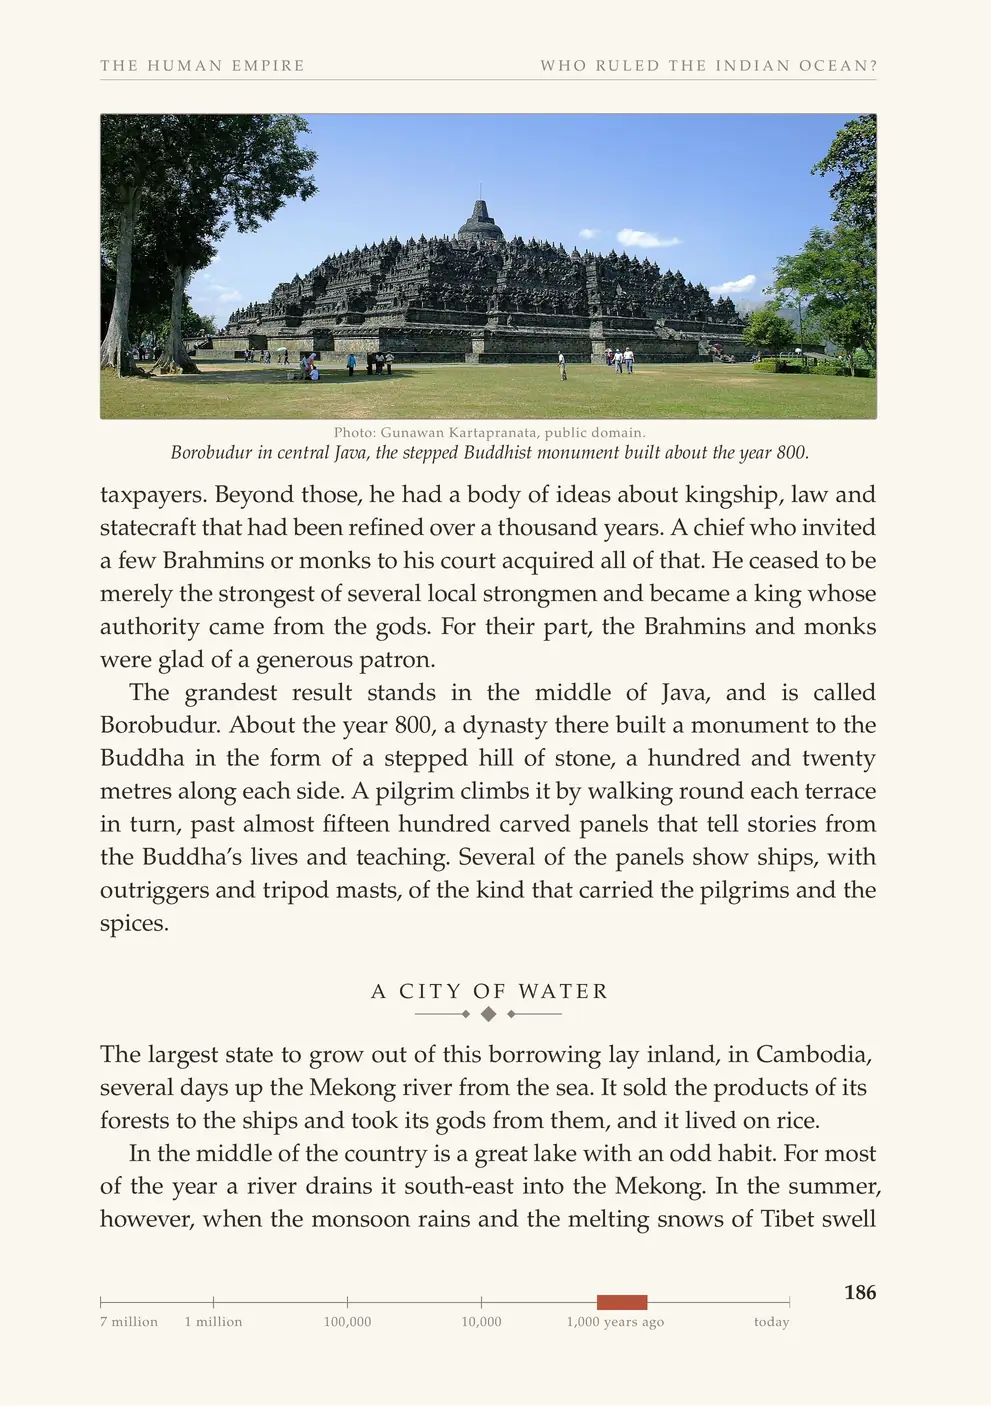 THE HUMAN EMPIRE
WHO RULED THE INDIAN OCEAN?
Photo: Gunawan Kartapranata, public domain.
Borobudur in central Java, the stepped Buddhist monument built about the year 800.
taxpayers. Beyond those, he had a body of ideas about kingship, law and
statecraft that had been refined over a thousand years. A chief who invited
a few Brahmins or monks to his court acquired all of that. He ceased to be
merely the strongest of several local strongmen and became a king whose
authority came from the gods. For their part, the Brahmins and monks
were glad of a generous patron.
The grandest result stands in the middle of Java, and is called
Borobudur. About the year 800, a dynasty there built a monument to the
Buddha in the form of a stepped hill of stone, a hundred and twenty
metres along each side. A pilgrim climbs it by walking round each terrace
in turn, past almost fifteen hundred carved panels that tell stories from
the Buddha’s lives and teaching. Several of the panels show ships, with
outriggers and tripod masts, of the kind that carried the pilgrims and the
spices.
A CITY OF WATER
The largest state to grow out of this borrowing lay inland, in Cambodia,
several days up the Mekong river from the sea. It sold the products of its
forests to the ships and took its gods from them, and it lived on rice.
In the middle of the country is a great lake with an odd habit. For most
of the year a river drains it south-east into the Mekong. In the summer,
however, when the monsoon rains and the melting snows of Tibet swell
186
7 million
1 million
100,000
10,000
1,000 years ago
today